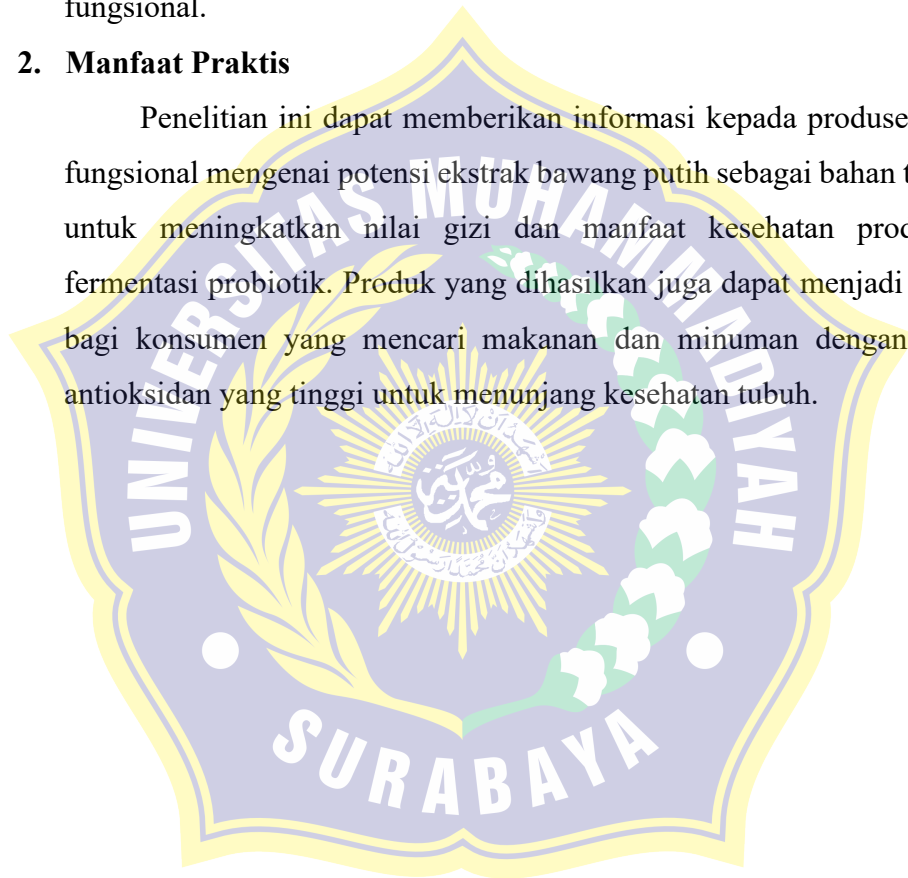 fungsional.
2. Manfaat Praktis
Penelitian ini dapat memberikan informasi kepada produse
fungsional mengenai potensi ekstrak bawang putih sebagai bahan t
untuk meningkatkan nilai gizi dan manfaat kesehatan prod
fermentasi probiotik. Produk yang dihasilkan juga dapat menjadi
bagi konsumen yang mencari makanan dan minuman dengan
antioksidan yang tinggi untuk menunjang kesehatan tubuh.
UNIVERSITAS MUHAMMADIYAH
محمد
SURABAYA